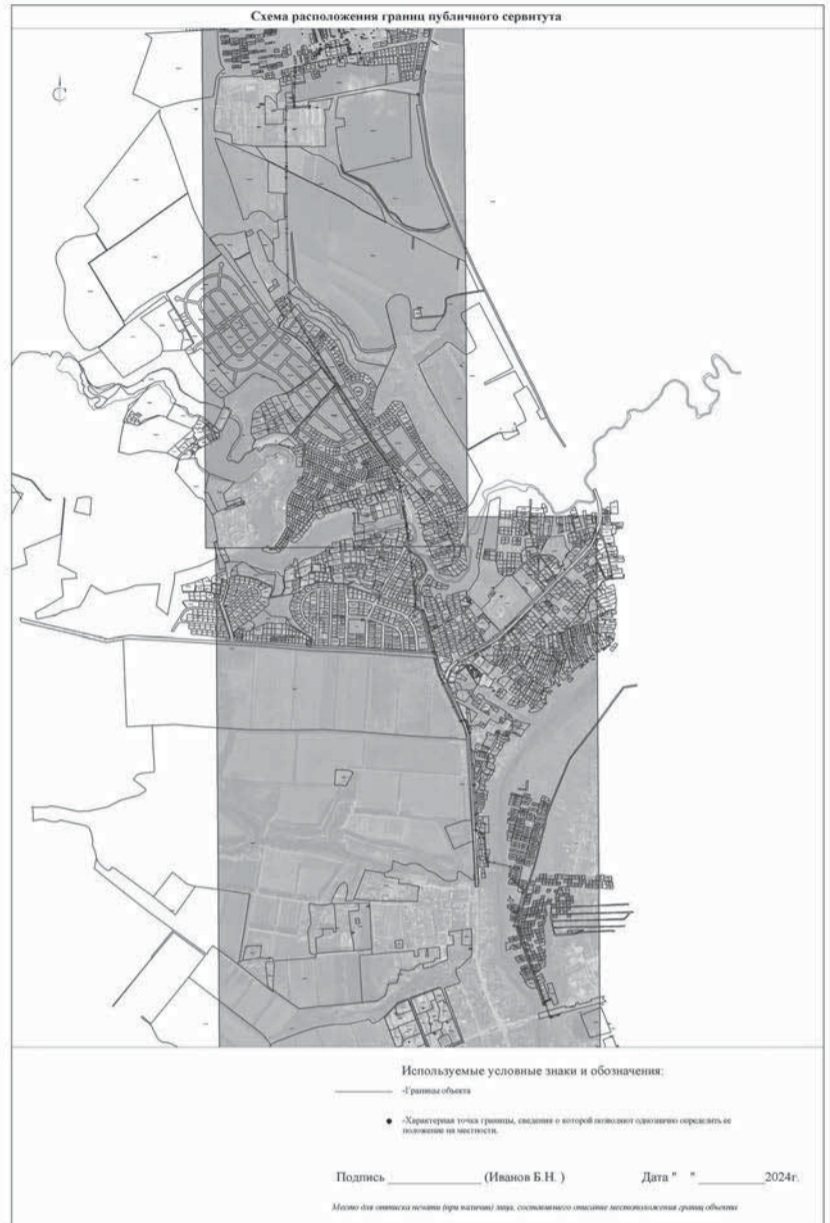 Схема расположения границ публичного сервитута
С
Используемые условные знаки и обозначения:
-Границы объекта
-Характерная точка границы, сведения о которой позволяют однозначно определить ее
положение на местности.
Подпись _______________ (Иванов Б.Н. ) Дата " " ___________2024г.
Место для оттиска печати (при наличии) лица, составившего описание местоположения границ объекта